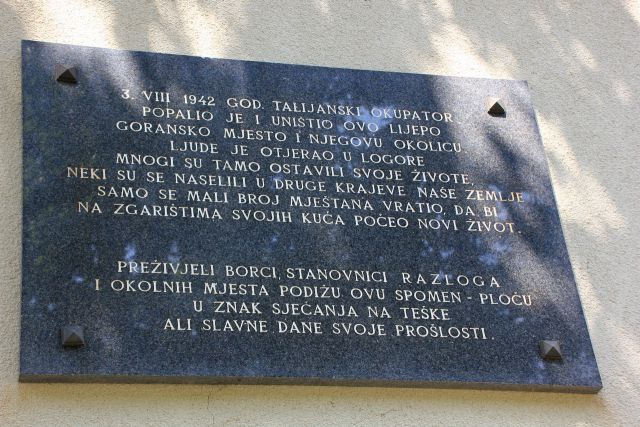 3. VIII 1942 GOD. TALIJANSKI OKUPATOR
POPALIO JE I UNIŠTIO OVO LIJEPO
GORANSKO MJESTO I NJEGOVU OKOLICU.
LJUDE JE OTJERAO U LOGORE
MNOGI SU TAMO OSTAVILI SVOJE ŽIVOTE,
NEKI SU SE NASELILI U DRUGE KRAJEVE NAŠE ZEMLJE
SAMO SE MALI BROJ MJEŠTANA VRATIO, DA BI
NA ZGARIŠTIMA SVOJIH KUĆA POČEO NOVI ŽIVOT.
PREŽIVJELI BORCI, STANOVNICI RAZLOGA
I OKOLNIH MJESTA PODIŽU OVU SPOMEN - PLOČU
U ZNAK SJEĆANJA NA TEŠKE
ALI SLAVNE DANE SVOJE PROŠLOSTI.